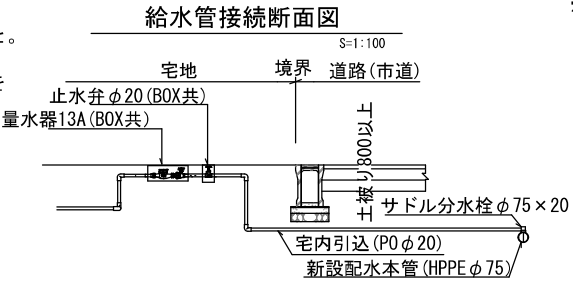 給水管接続断面図
S=1:100
。
宅地
境界
道路(市道)
止水弁φ20(BOX共)
量水器13A(BOX共)
土被り800以上
サドル分水栓φ75×20
宅内引込(POφ20)
新設配水本管(HPPEφ75)